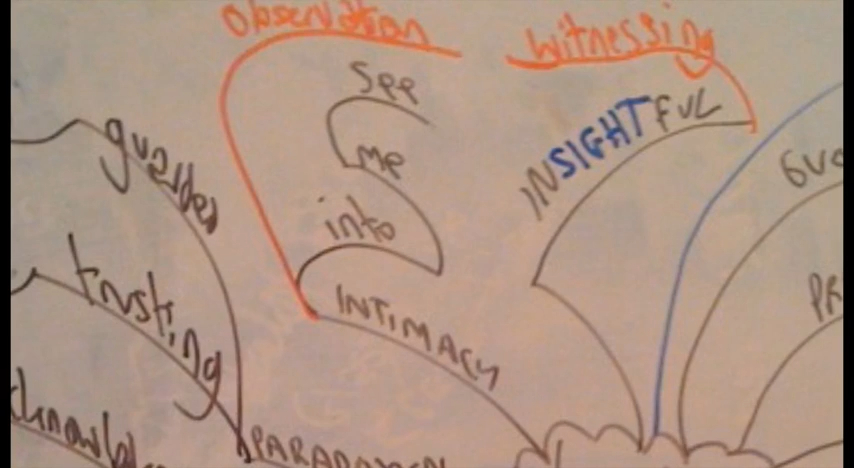 observation
witnessing
see
me
into
INTIMACY
INSIGHTFUL
guarded
trusting